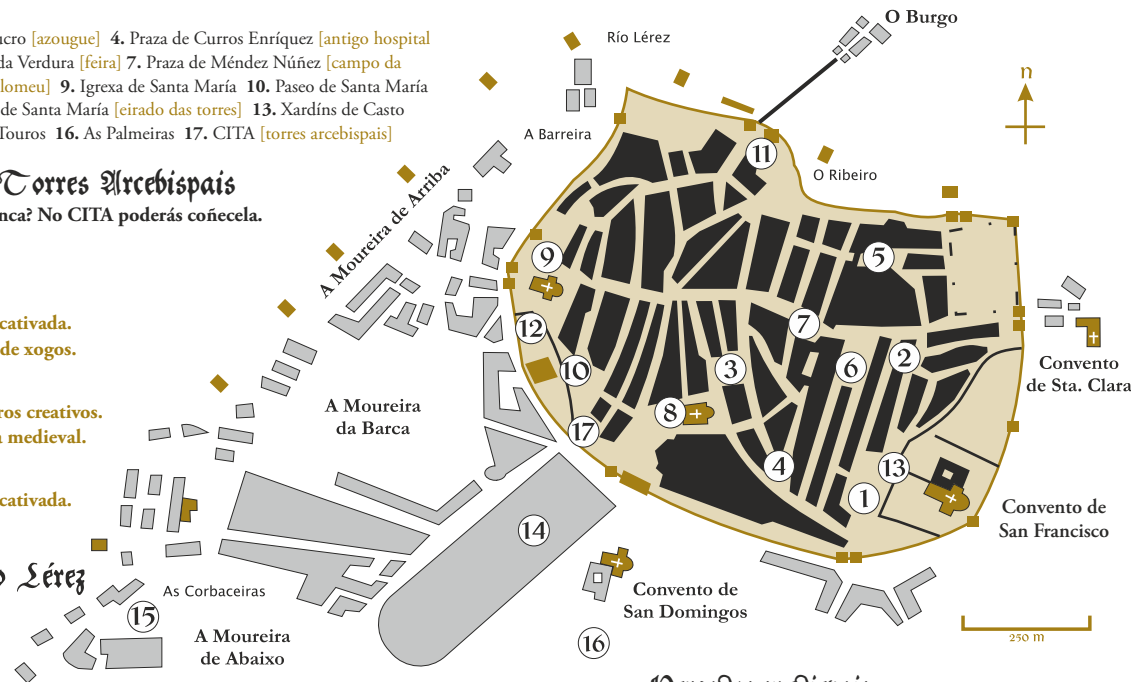 ucro [azougue] 4. Praza de Curros Enríquez [antigo hospital
da Verdura [feira] 7. Praza de Méndez Núñez [campo da
lomeu] 9. Igrexa de Santa María 10. Paseo de Santa María
de Santa María [eirado das torres] 13. Xardíns de Casto
Touros 16. As Palmeiras 17. CITA [torres arcebispais]
Torres Arcebispais
nca? No CITA poderás coñecela.
cativada.
de xogos.
ros creativos.
a medieval.
cativada.
o Lérez
O Burgo
Río Lérez
n
A Barreira
11
O Ribeiro
A Moureira de Arriba
9
5
12
7
10
3
6
2
Convento
de Sta. Clara
A Moureira
da Barca
8
17
4
13
1
14
Convento de
San Francisco
As Corbaceiras
15
Convento de
San Domingos
16
A Moureira
de Abaixo
250 m